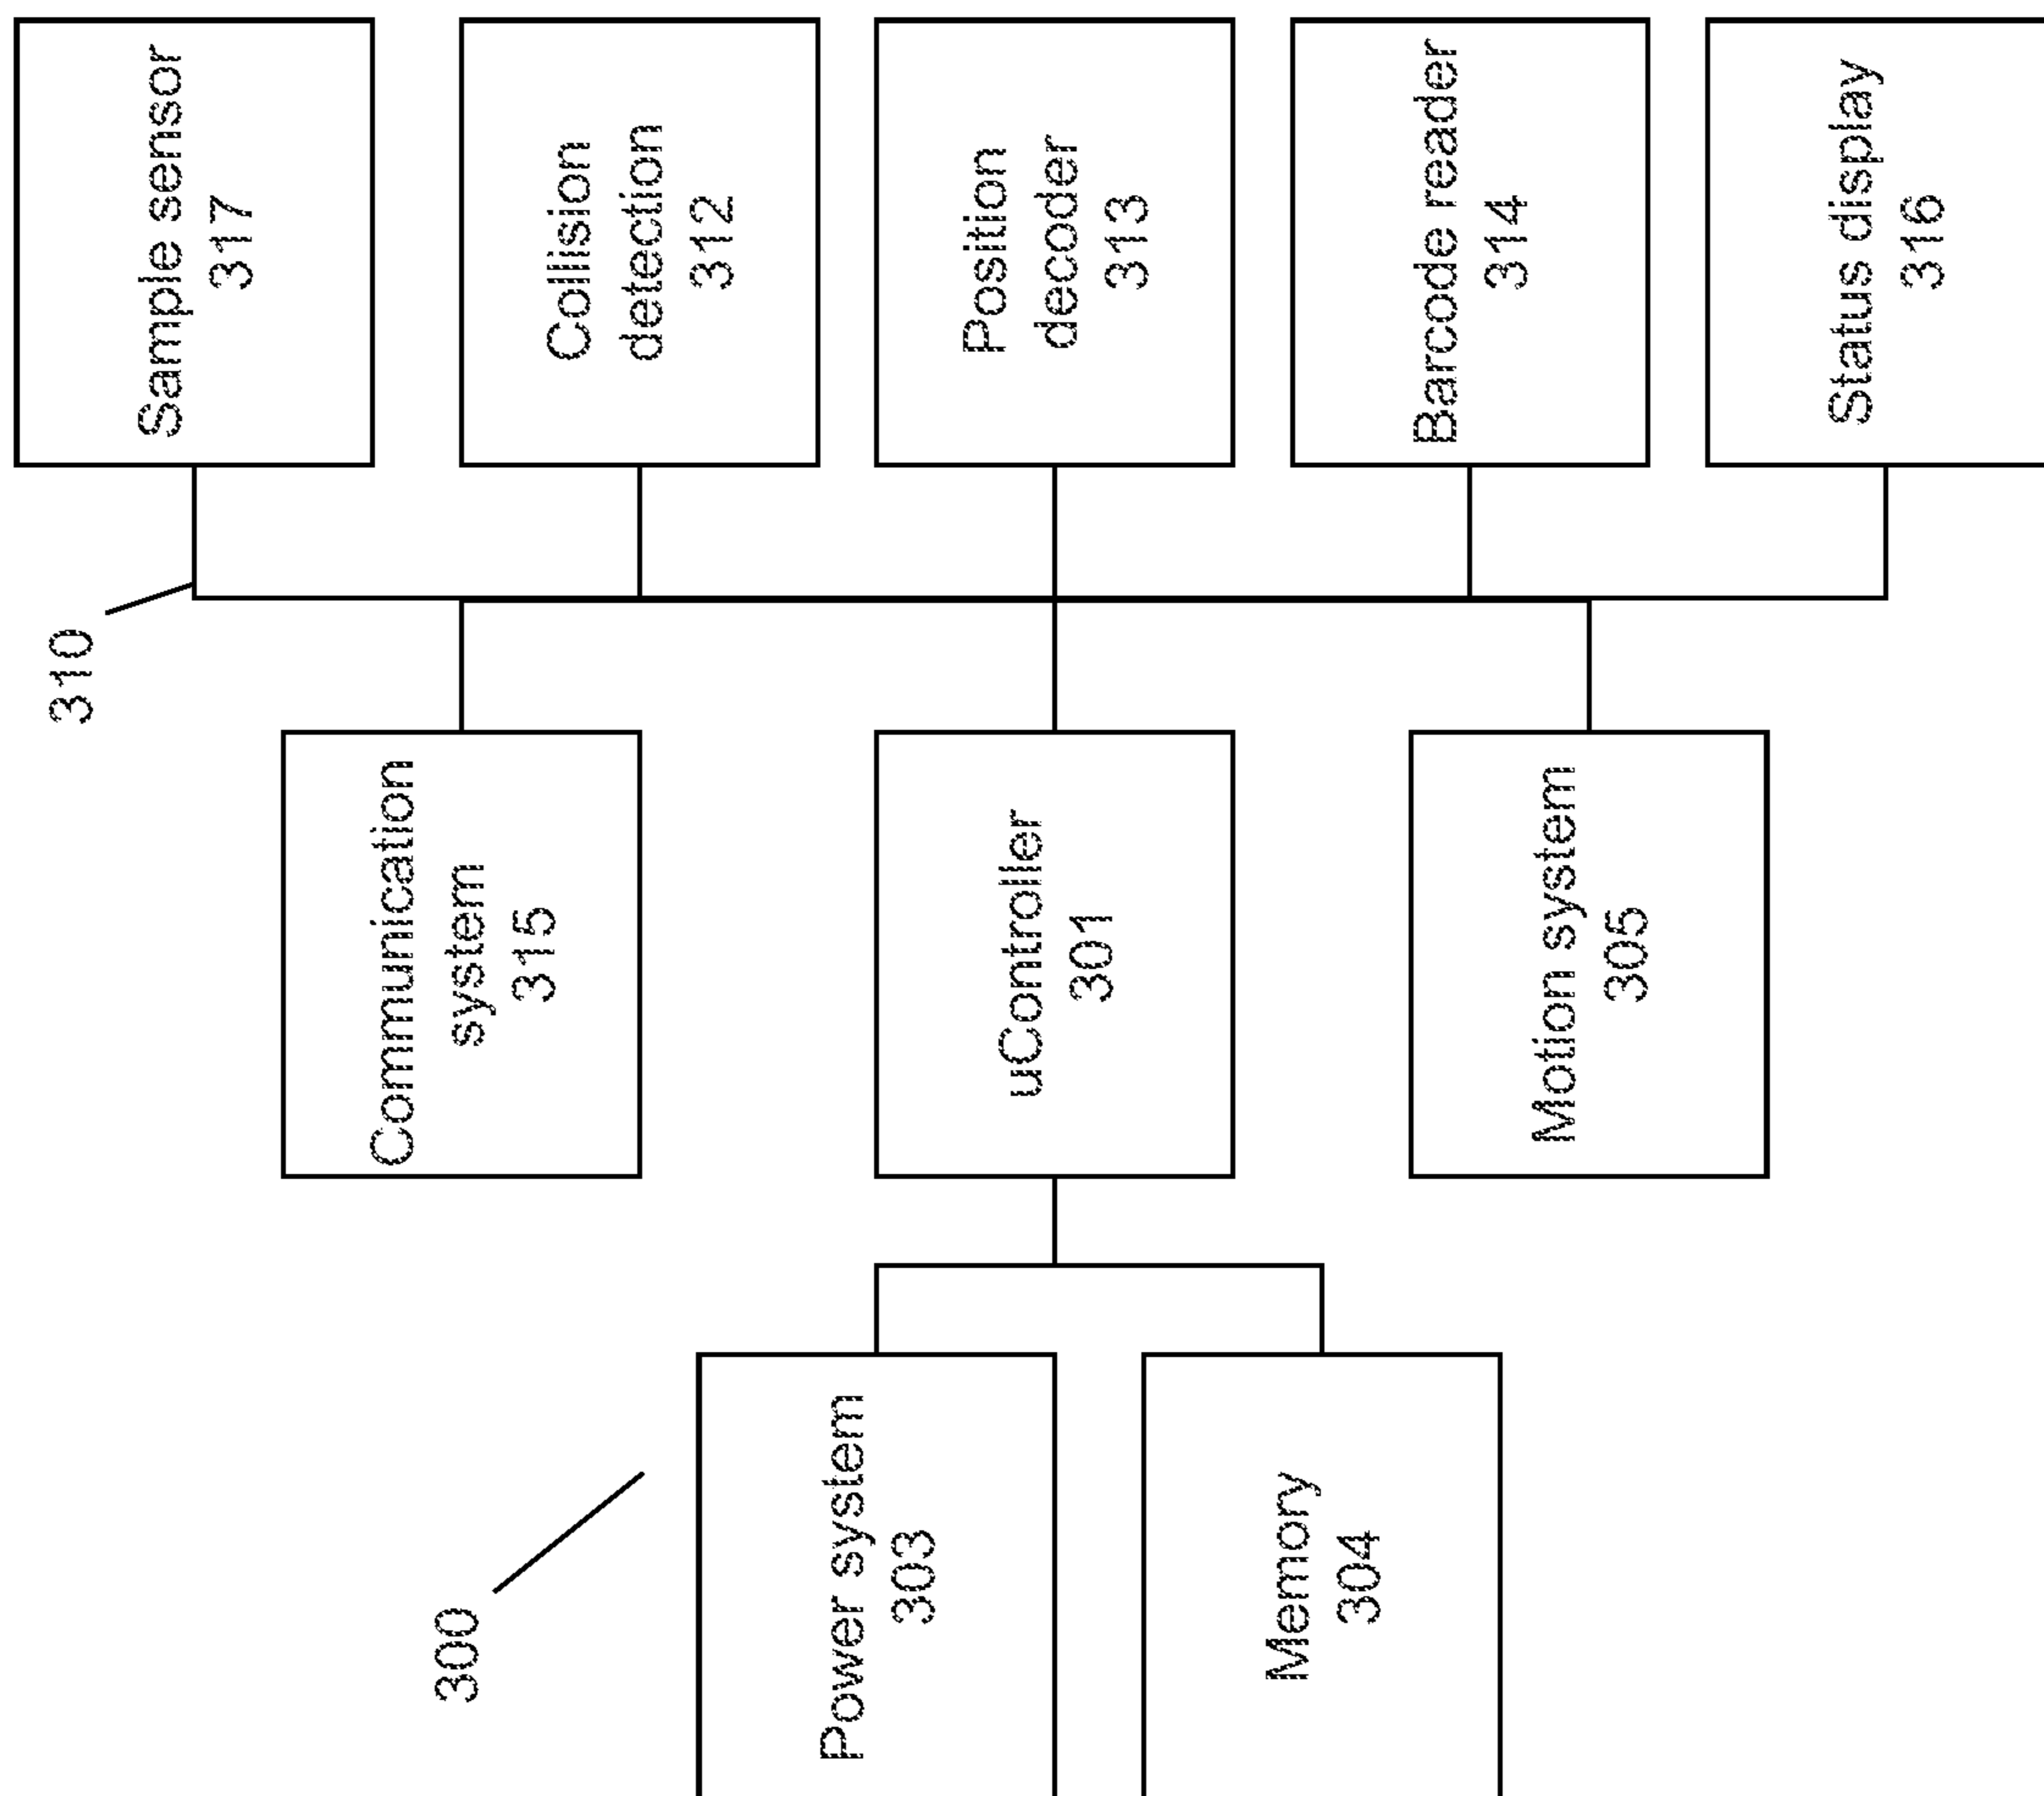 300
Power system
303
Memory
304
Communication
system
315
uController
301
Motion system
305
310
Sample sensor
317
Collision
detection
312
Position
decoder
313
Barcode reader
314
Status display
316